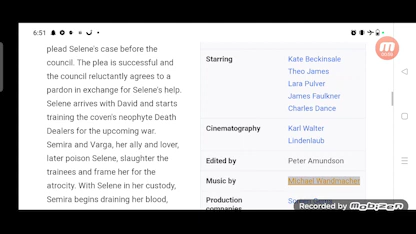 6:51
plead Selene's case before the
council. The plea is successful and
the council reluctantly agrees to a
pardon in exchange for Selene's help.
Selene arrives with David and starts
training the coven's neophyte Death
Dealers for the upcoming war.
Semira and Varga, her ally and lover,
later poison Selene, slaughter the
trainees and frame her for the
atrocity. With Selene in her custody,
Semira begins draining her blood,
Starring
Kate Beckinsale
Theo James
Lara Pulver
James Faulkner
Charles Dance
Cinematography
Karl Walter
Lindenlaub
Edited by
Peter Amundson
Music by
Michael Wandmacher
Production
companies
Recorded by
MOBIZEN